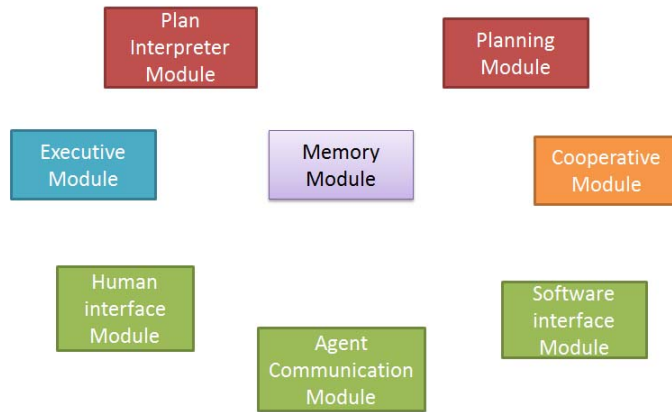 Plan
Interpreter
Module
Planning
Module
Executive
Module
Memory
Module
Cooperative
Module
Human
interface
Module
Agent
Communication
Module
Software
interface
Module